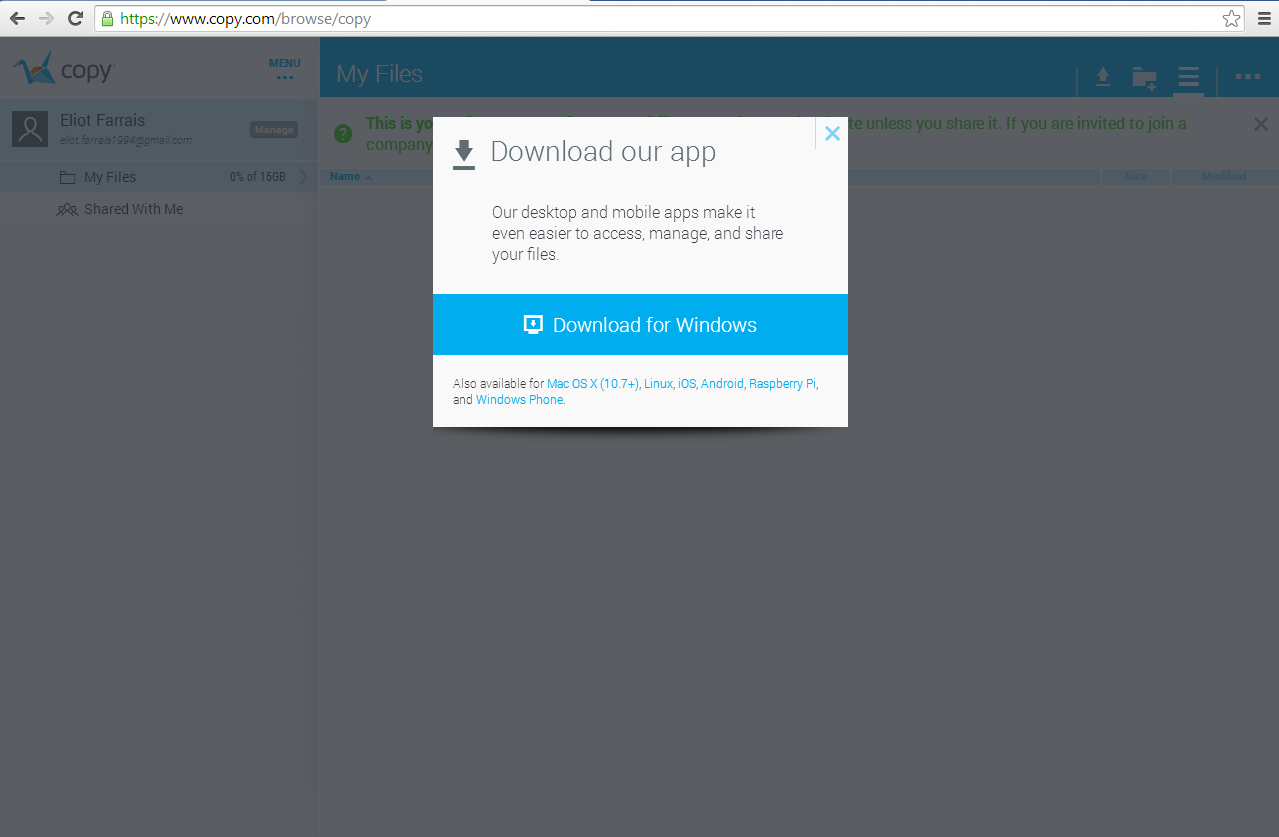 https://www.copy.com/browse/copy
copy
MENU
My Files
Eliot Farrais
eliot.farrais1994@gmail.com
Manage
My Files 0% of 15GB
Shared With Me
This is yo
te unless you share it. If you are invited to join a
company
Name Size Modified
Download our app
Our desktop and mobile apps make it
even easier to access, manage, and share
your files.
Download for Windows
Also available for Mac OS X (10.7+), Linux, iOS, Android, Raspberry Pi,
and Windows Phone.